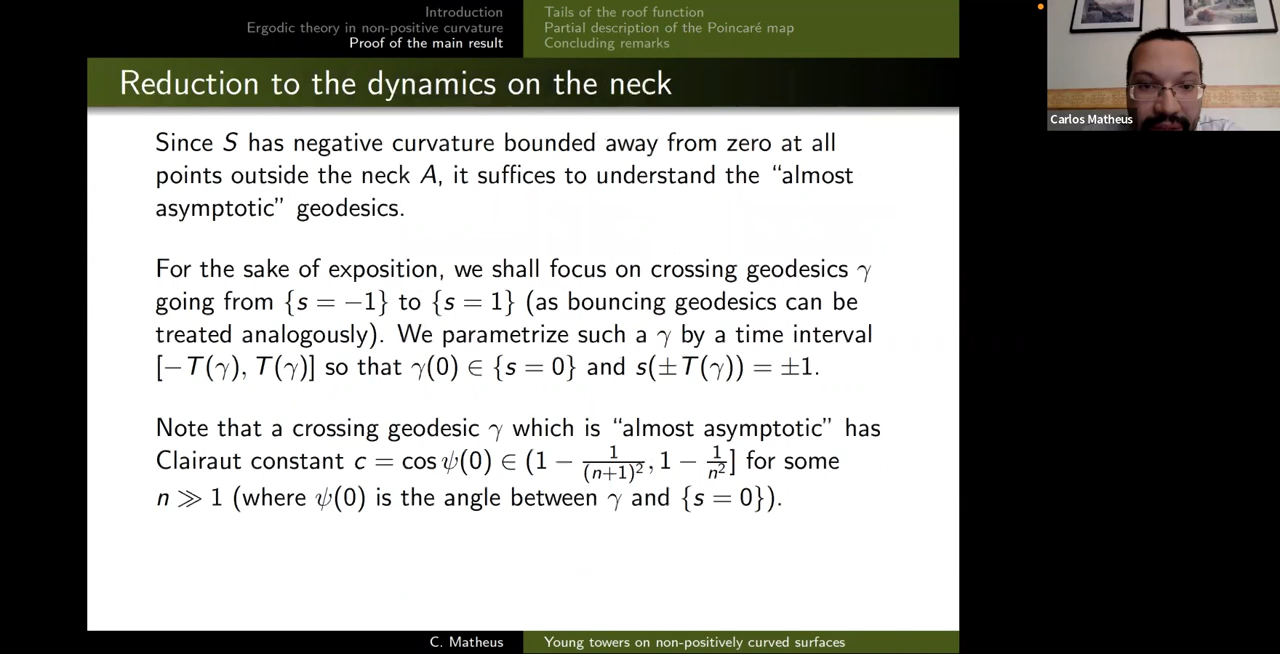 Introduction
Ergodic theory in non-positive curvature
Proof of the main result
Tails of the roof function
Partial description of the Poincaré map
Concluding remarks
Reduction to the dynamics on the neck
Since S has negative curvature bounded away from zero at all
points outside the neck A, it suffices to understand the “almost
asymptotic” geodesics.
For the sake of exposition, we shall focus on crossing geodesics γ
going from {s = −1} to {s = 1} (as bouncing geodesics can be
treated analogously). We parametrize such a γ by a time interval
[−T(γ), T(γ)] so that γ(0) ∈ {s = 0} and s(±T(γ)) = ±1.
Note that a crossing geodesic γ which is “almost asymptotic” has
Clairaut constant c = cos ψ(0) ∈ (1 − 1/(n+1)², 1 − 1/n²] for some
n ≫ 1 (where ψ(0) is the angle between γ and {s = 0}).
C. Matheus
Young towers on non-positively curved surfaces
Carlos Matheus